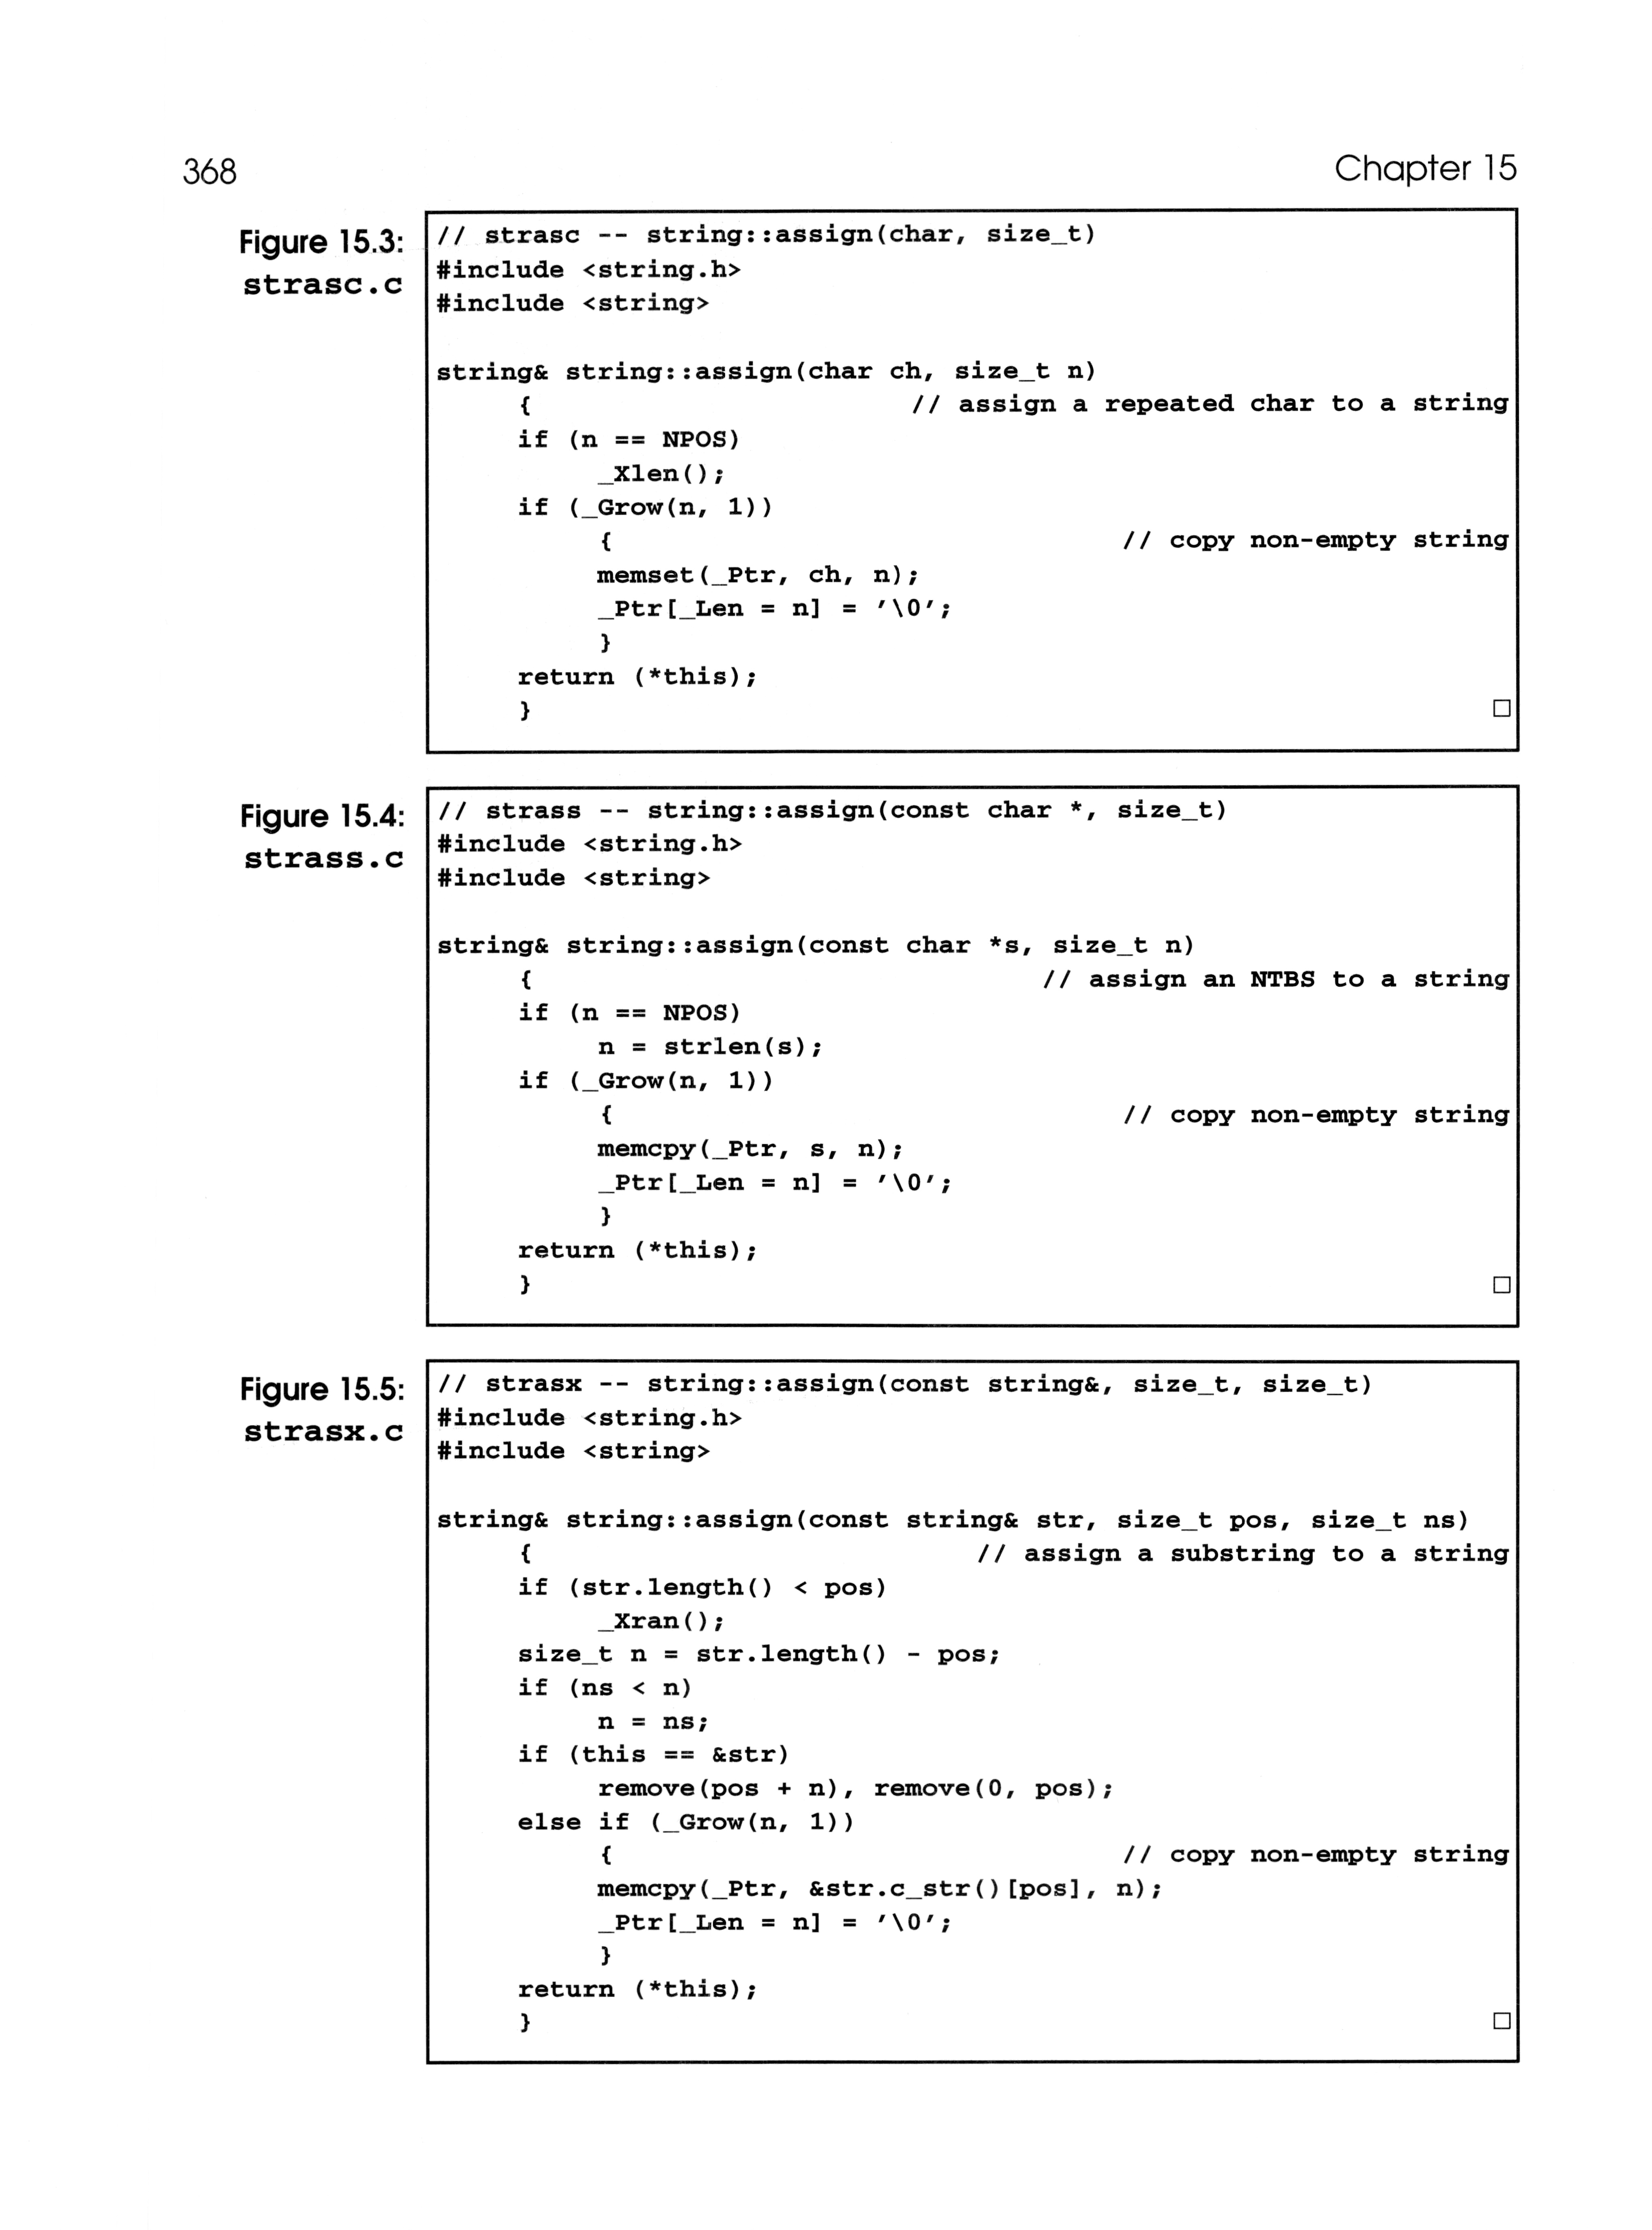 368
Chapter 15
Figure 15.3:
strasc.c
// strasc -- string::assign(char, size_t)
#include <string.h>
#include <string>
string& string::assign(char ch, size_t n)
{ // assign a repeated char to a string
if (n == NPOS)
_Xlen();
if (_Grow(n, 1))
{ // copy non-empty string
memset(_Ptr, ch, n);
_Ptr[_Len = n] = '\0';
}
return (*this);
}
Figure 15.4:
strass.c
// strass -- string::assign(const char *, size_t)
#include <string.h>
#include <string>
string& string::assign(const char *s, size_t n)
{ // assign an NTBS to a string
if (n == NPOS)
n = strlen(s);
if (_Grow(n, 1))
{ // copy non-empty string
memcpy(_Ptr, s, n);
_Ptr[_Len = n] = '\0';
}
return (*this);
}
Figure 15.5:
strasx.c
// strasx -- string::assign(const string&, size_t, size_t)
#include <string.h>
#include <string>
string& string::assign(const string& str, size_t pos, size_t ns)
{ // assign a substring to a string
if (str.length() < pos)
_Xran();
size_t n = str.length() - pos;
if (ns < n)
n = ns;
if (this == &str)
remove(pos + n), remove(0, pos);
else if (_Grow(n, 1))
{ // copy non-empty string
memcpy(_Ptr, &str.c_str()[pos], n);
_Ptr[_Len = n] = '\0';
}
return (*this);
}